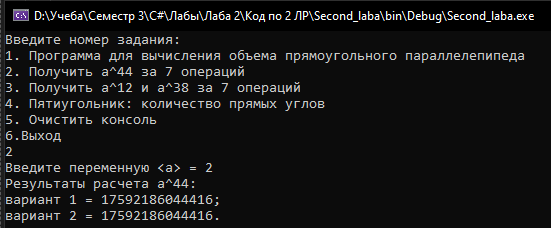 D:\Учеба\Семестр 3\C#\Лабы\Лаба 2\Код по 2 ЛР\Second_laba\bin\Debug\Second_laba.exe
Введите номер задания:
1. Программа для вычисления объема прямоугольного параллелепипеда
2. Получить a^44 за 7 операций
3. Получить a^12 и a^38 за 7 операций
4. Пятиугольник: количество прямых углов
5. Очистить консоль
6.Выход
2
Введите переменную <a> = 2
Результаты расчета a^44:
вариант 1 = 17592186044416;
вариант 2 = 17592186044416.